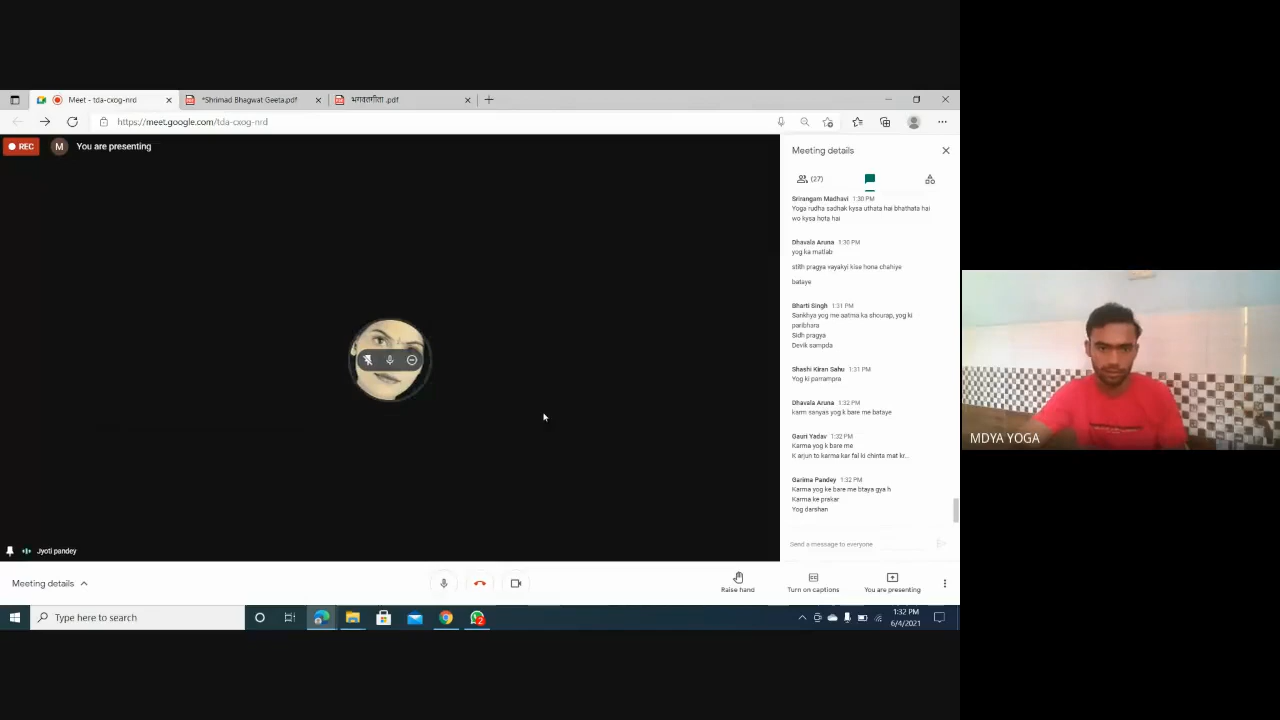 Meet - tda-cxog-nrd
*Shrimad Bhagwat Geeta.pdf
भागवतगीता .pdf
https://meet.google.com/tda-cxog-nrd
REC
M
You are presenting
Meeting details
(27)
Srirangam Madhavi 1:30 PM
Yoga rudha sadhak kysa uthata hai bhathata hai
wo kysa hota hai
Dhavala Aruna 1:30 PM
yog ka matlab
stith pragya vayakyi kisa hona chahiye
bataye
Bharti Singh 1:31 PM
Sankhya yog me aatma ka shourap, yog ki
paribhara
Sidh pragya
Devik sampda
Shashi Kiran Sahu 1:31 PM
Yog ki parrampra
Dhavala Aruna 1:32 PM
karm sanyas yog k bare me bataye
Gauri Yadav 1:32 PM
Karma yog k bare me
K arjun to karma kar fal ki chinta mat kr...
Garima Pandey 1:32 PM
Karma yog ke bare me btaya gya h
Karma ke prakar
Yog darshan
Send a message to everyone
MDYA YOGA
Jyoti pandey
Meeting details
Raise hand
Turn on captions
You are presenting
Type here to search
2
1:32 PM
6/4/2021